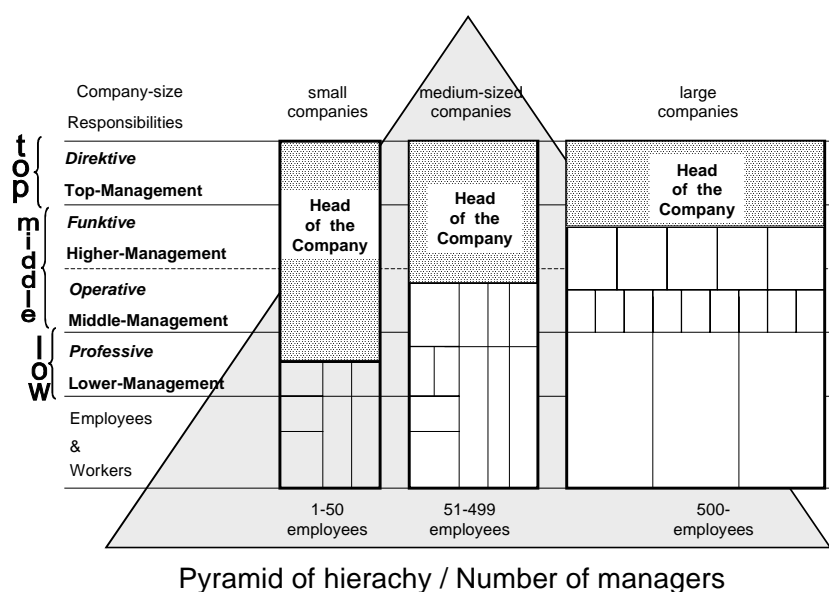 Company-size
small
companies
medium-sized
companies
large
companies
Responsibilities
top
Direktive
Top-Management
middle
Funktive
Higher-Management
Operative
Middle-Management
low
Professive
Lower-Management
Employees
&
Workers
Head
of the
Company
Head
of the
Company
Head
of the
Company
1-50
employees
51-499
employees
500-
employees
Pyramid of hierachy / Number of managers